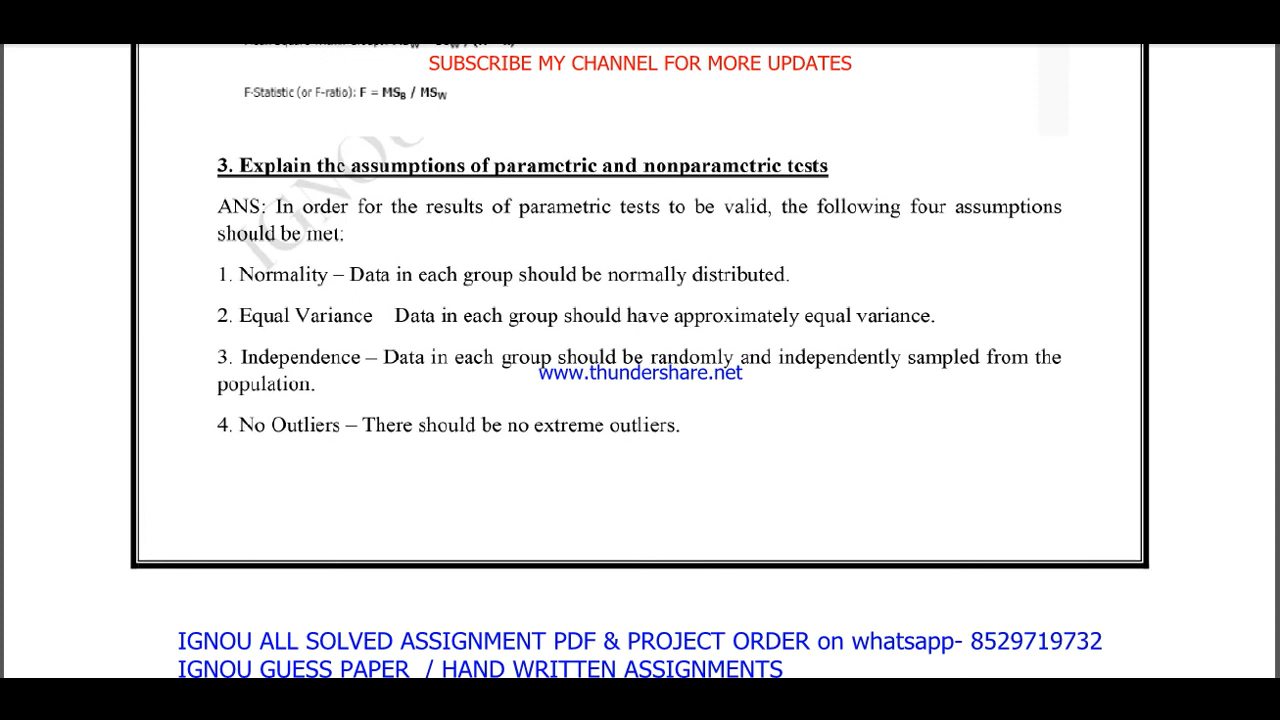 SUBSCRIBE MY CHANNEL FOR MORE UPDATES
F-Statistic (or F-ratio): F = MSB / MSW
IGNOU
3. Explain the assumptions of parametric and nonparametric tests
ANS: In order for the results of parametric tests to be valid, the following four assumptions
should be met:
1. Normality – Data in each group should be normally distributed.
2. Equal Variance Data in each group should have approximately equal variance.
3. Independence – Data in each group should be randomly and independently sampled from the
www.thundershare.net
population.
4. No Outliers – There should be no extreme outliers.
IGNOU ALL SOLVED ASSIGNMENT PDF & PROJECT ORDER on whatsapp- 8529719732
IGNOU GUESS PAPER / HAND WRITTEN ASSIGNMENTS